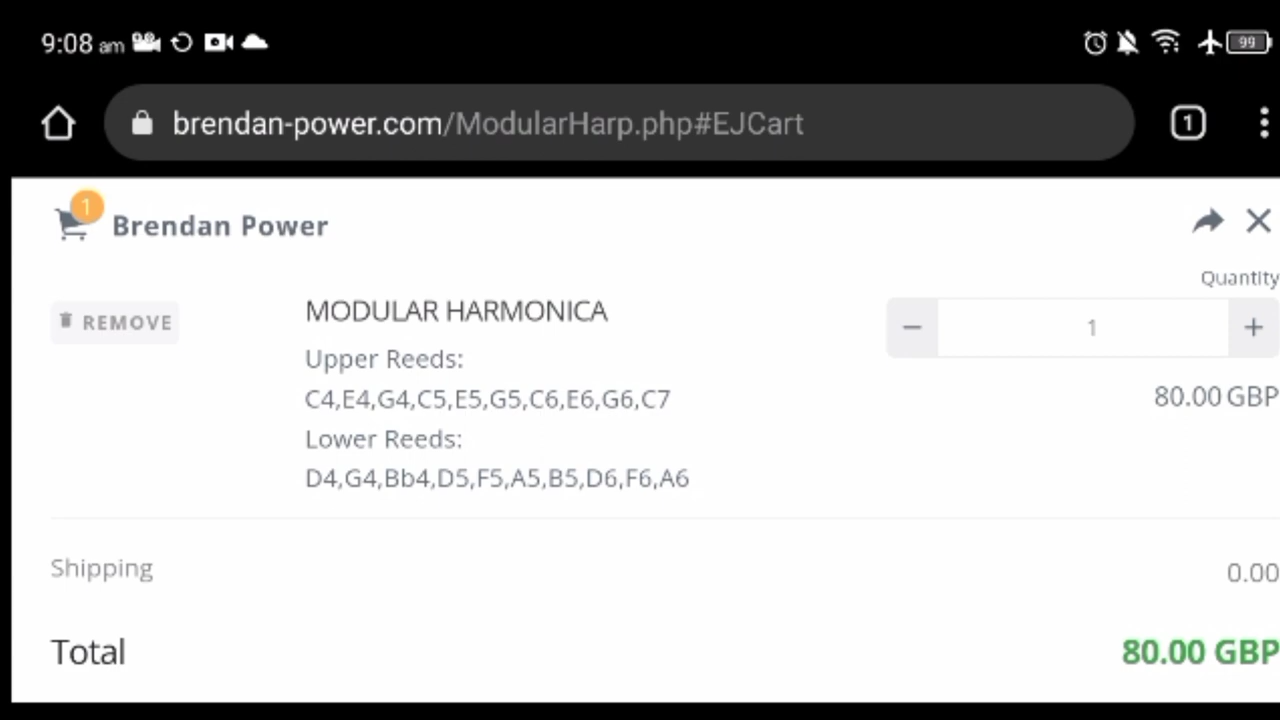 9:08 am
99
brendan-power.com/ModularHarp.php#EJCart
1
1
Brendan Power
Quantity
REMOVE
MODULAR HARMONICA
− 1 +
Upper Reeds:
C4,E4,G4,C5,E5,G5,C6,E6,G6,C7
80.00 GBP
Lower Reeds:
D4,G4,Bb4,D5,F5,A5,B5,D6,F6,A6
Shipping
0.00
Total
80.00 GBP